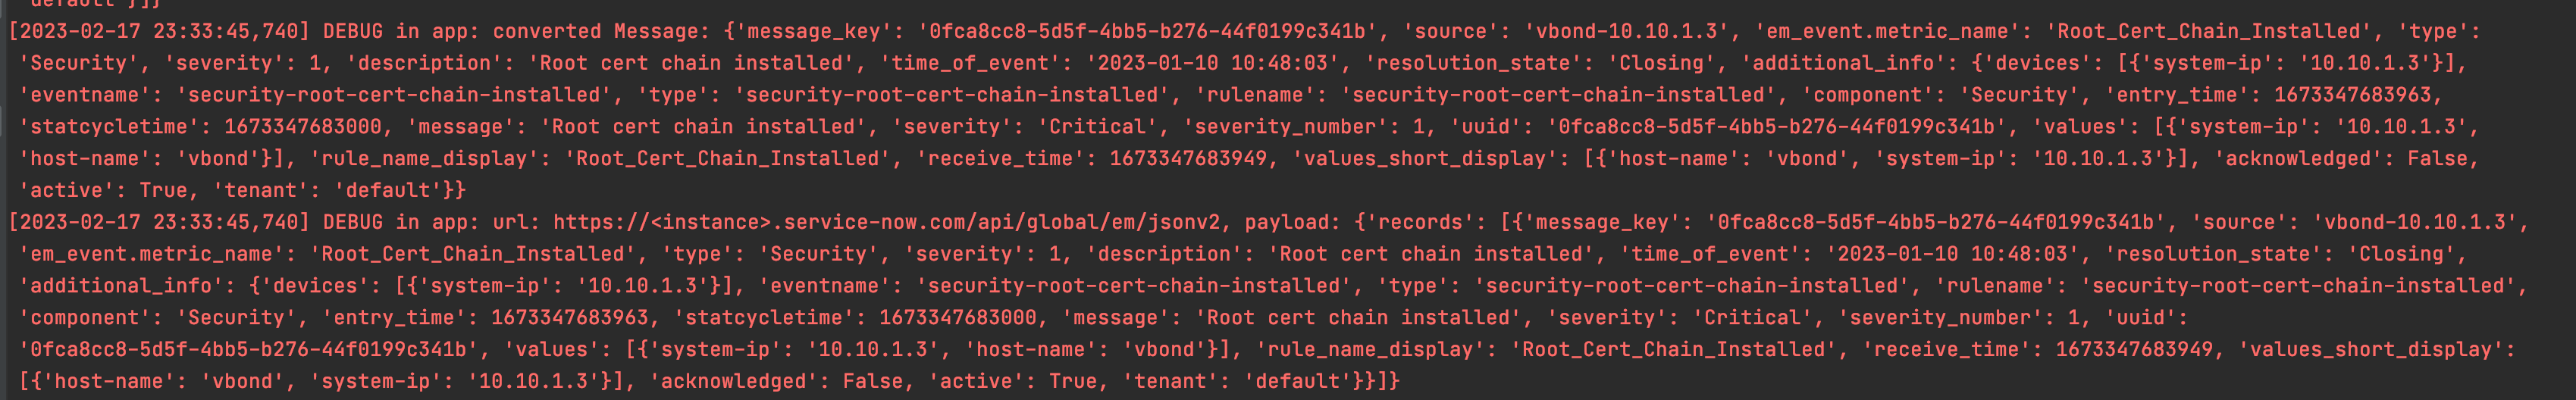 default'}]}
[2023-02-17 23:33:45,740] DEBUG in app: converted Message: {'message_key': '0fca8cc8-5d5f-4bb5-b276-44f0199c341b', 'source': 'vbond-10.10.1.3', 'em_event.metric_name': 'Root_Cert_Chain_Installed', 'type':
'Security', 'severity': 1, 'description': 'Root cert chain installed', 'time_of_event': '2023-01-10 10:48:03', 'resolution_state': 'Closing', 'additional_info': {'devices': [{'system-ip': '10.10.1.3'}],
'eventname': 'security-root-cert-chain-installed', 'type': 'security-root-cert-chain-installed', 'rulename': 'security-root-cert-chain-installed', 'component': 'Security', 'entry_time': 1673347683963,
'statcycletime': 1673347683000, 'message': 'Root cert chain installed', 'severity': 'Critical', 'severity_number': 1, 'uuid': '0fca8cc8-5d5f-4bb5-b276-44f0199c341b', 'values': [{'system-ip': '10.10.1.3',
'host-name': 'vbond'}], 'rule_name_display': 'Root_Cert_Chain_Installed', 'receive_time': 1673347683949, 'values_short_display': [{'host-name': 'vbond', 'system-ip': '10.10.1.3'}], 'acknowledged': False,
'active': True, 'tenant': 'default'}}
[2023-02-17 23:33:45,740] DEBUG in app: url: https://<instance>.service-now.com/api/global/em/jsonv2, payload: {'records': [{'message_key': '0fca8cc8-5d5f-4bb5-b276-44f0199c341b', 'source': 'vbond-10.10.1.3',
'em_event.metric_name': 'Root_Cert_Chain_Installed', 'type': 'Security', 'severity': 1, 'description': 'Root cert chain installed', 'time_of_event': '2023-01-10 10:48:03', 'resolution_state': 'Closing',
'additional_info': {'devices': [{'system-ip': '10.10.1.3'}], 'eventname': 'security-root-cert-chain-installed', 'type': 'security-root-cert-chain-installed', 'rulename': 'security-root-cert-chain-installed',
'component': 'Security', 'entry_time': 1673347683963, 'statcycletime': 1673347683000, 'message': 'Root cert chain installed', 'severity': 'Critical', 'severity_number': 1, 'uuid':
'0fca8cc8-5d5f-4bb5-b276-44f0199c341b', 'values': [{'system-ip': '10.10.1.3', 'host-name': 'vbond'}], 'rule_name_display': 'Root_Cert_Chain_Installed', 'receive_time': 1673347683949, 'values_short_display':
[{'host-name': 'vbond', 'system-ip': '10.10.1.3'}], 'acknowledged': False, 'active': True, 'tenant': 'default'}}]}